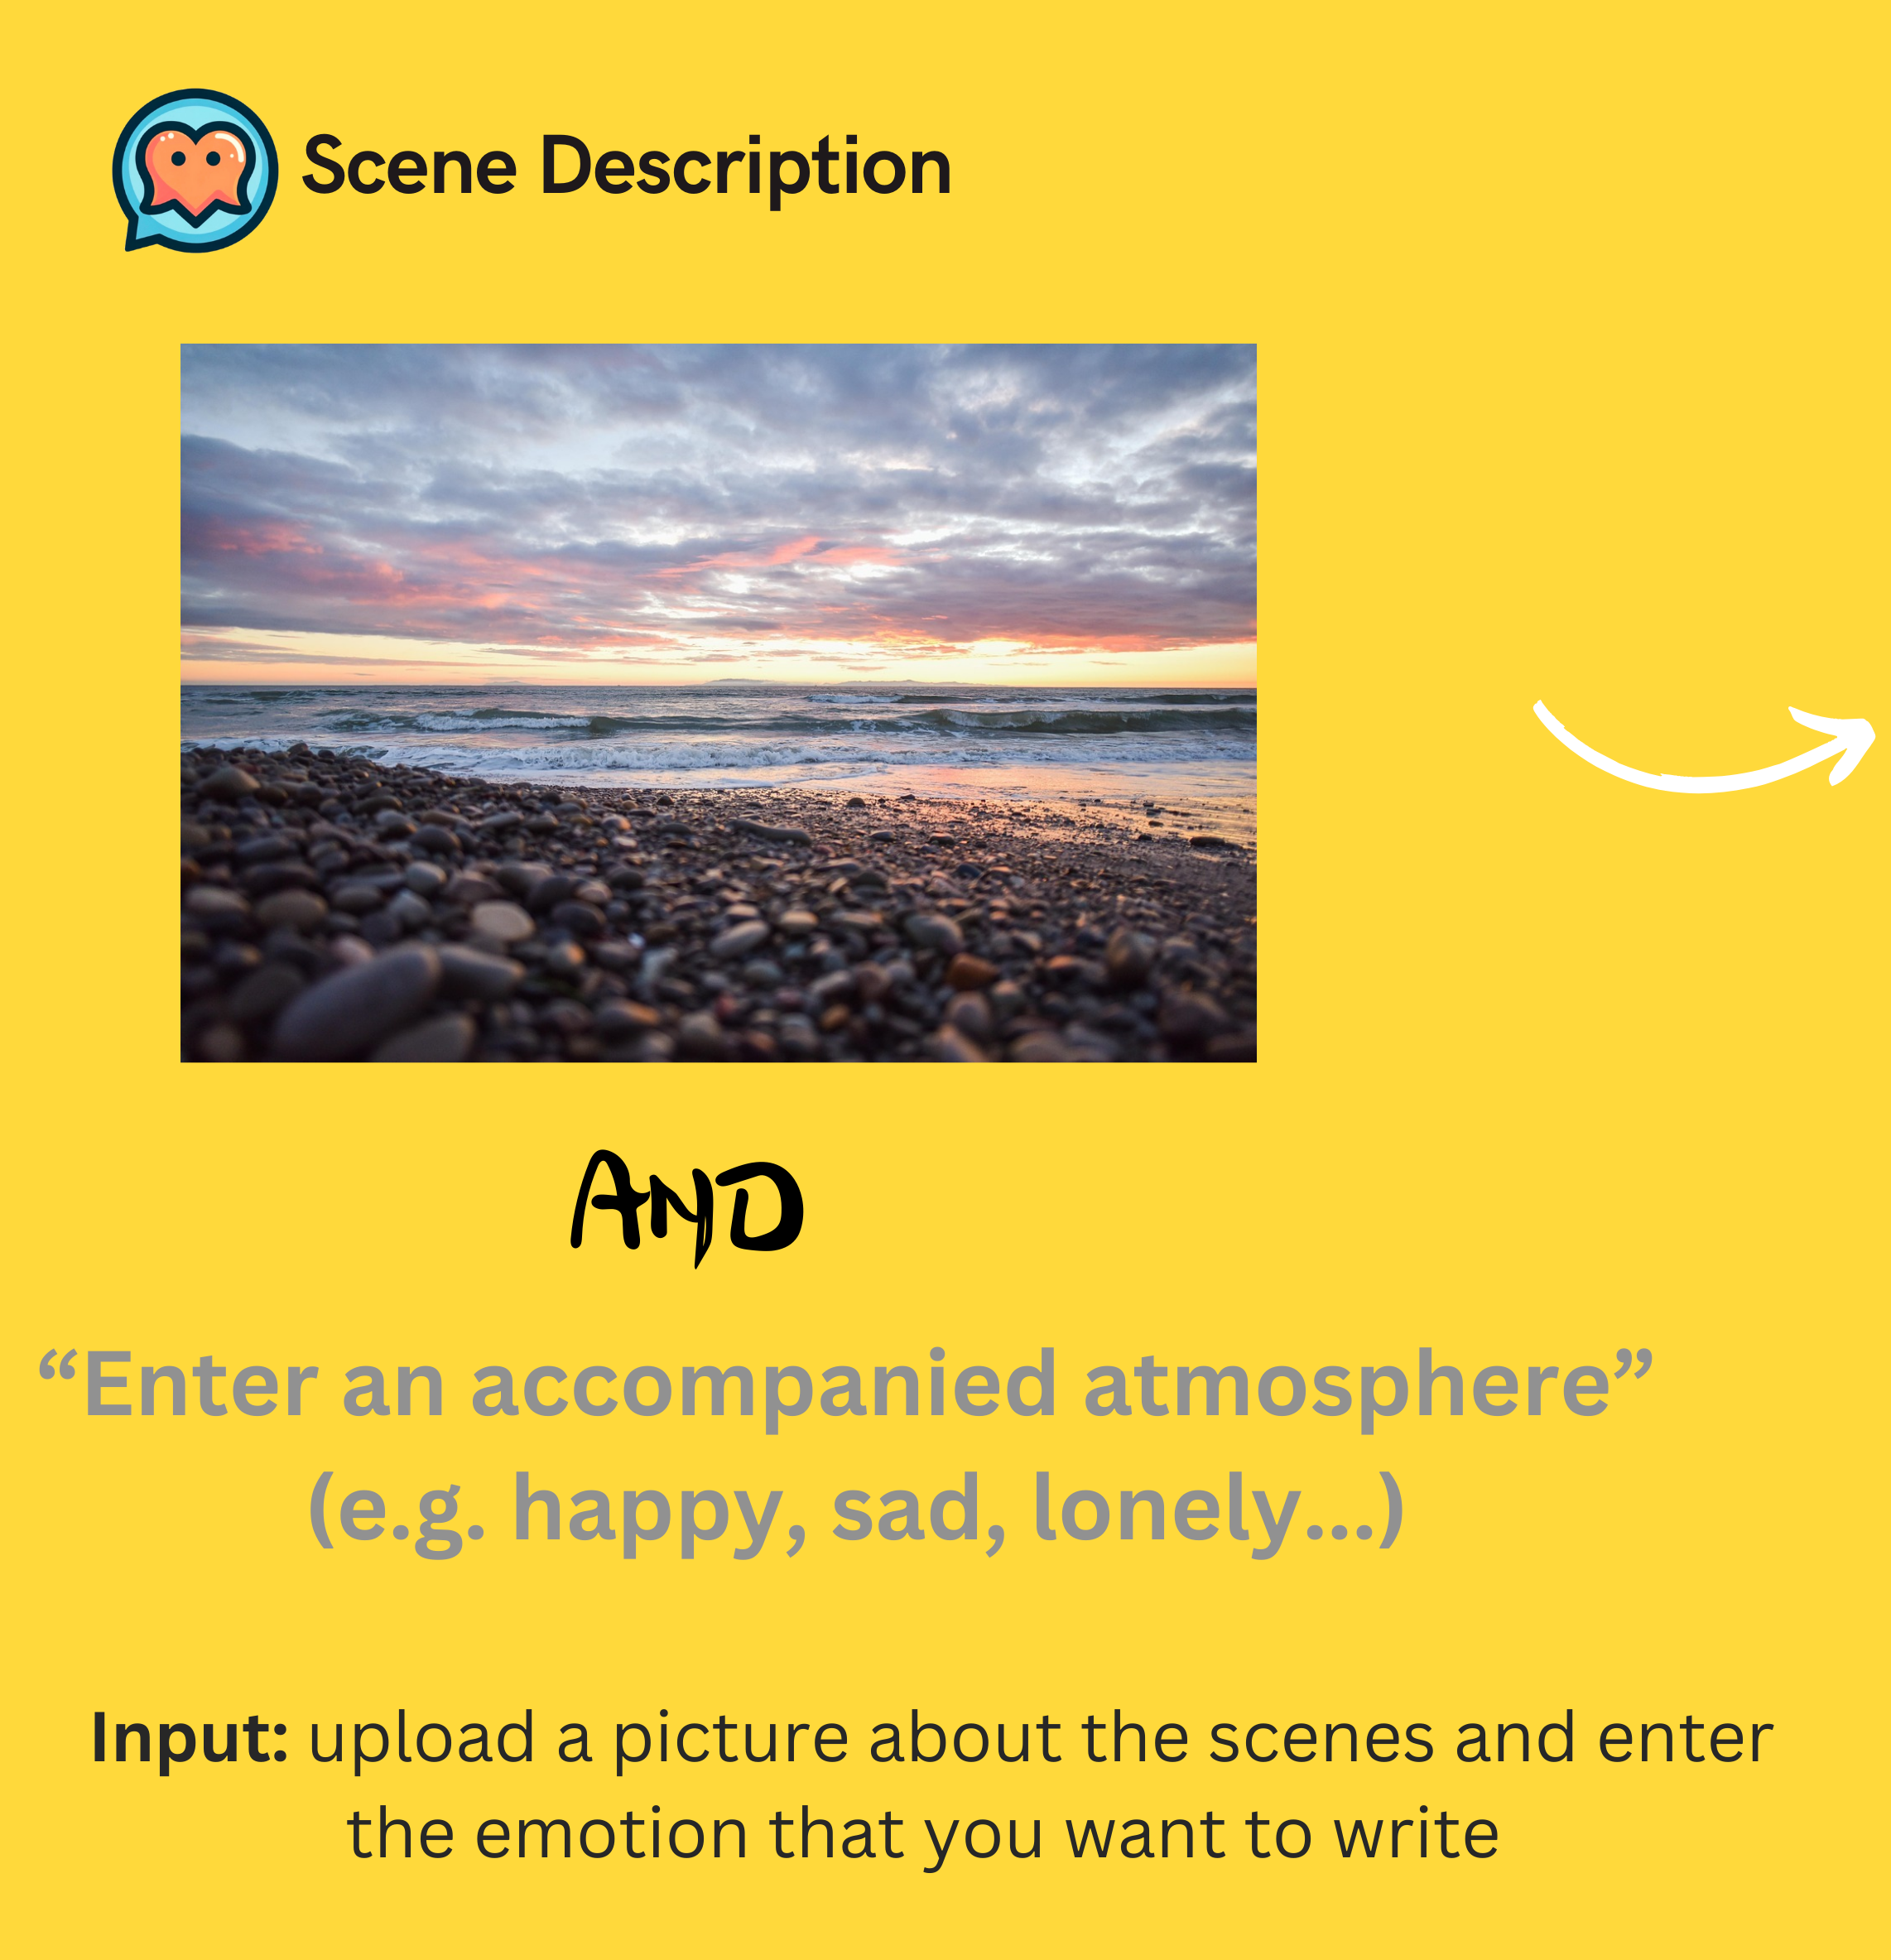 Scene Description
AND
“Enter an accompanied atmosphere”
(e.g. happy, sad, lonely...)
Input: upload a picture about the scenes and enter
the emotion that you want to write